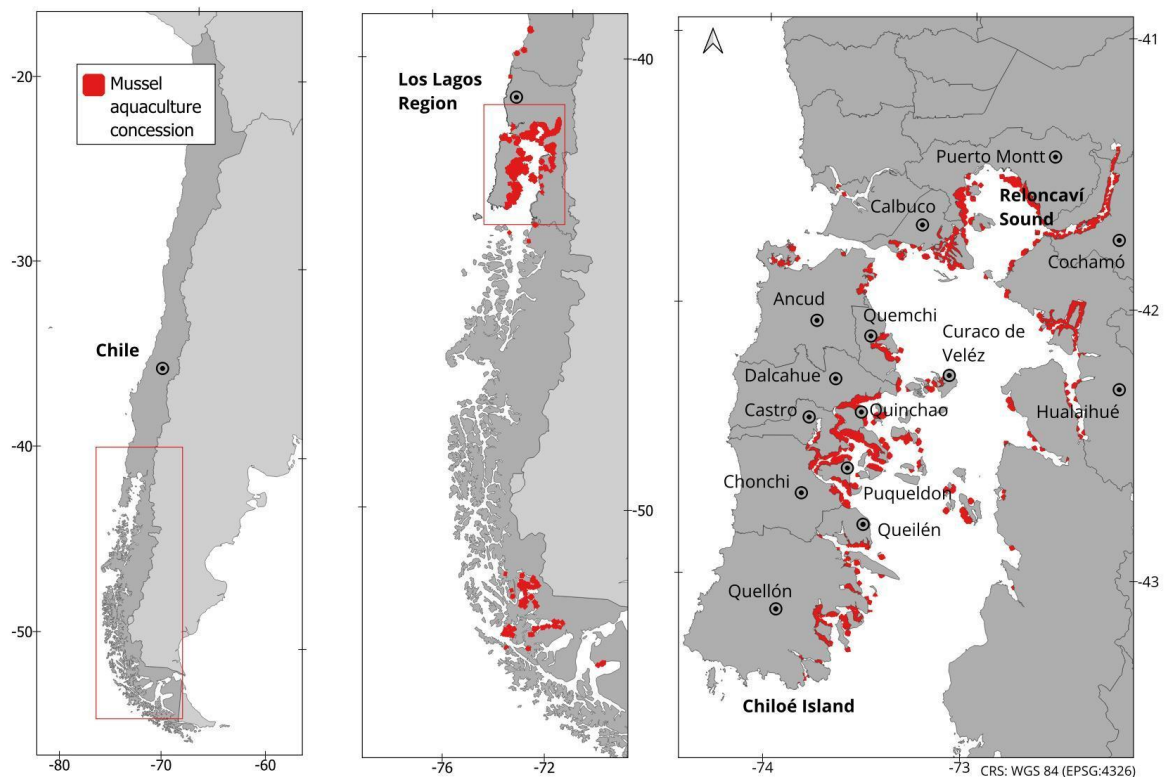 Mussel
aquaculture
concession
Chile
-20
-30
-40
-50
-80
-70
-60
Los Lagos
Region
-40
-50
-76
-72
Puerto Montt
Reloncaví
Sound
Calbuco
Cochamó
Ancud
Quemchi
Curaco de
Veléz
Dalcahue
Castro
Quinchao
Hualaihué
Chonchi
Puqueldon
Queilén
Quellón
Chiloé Island
-41
-42
-43
-74
-73
CRS: WGS 84 (EPSG:4326)